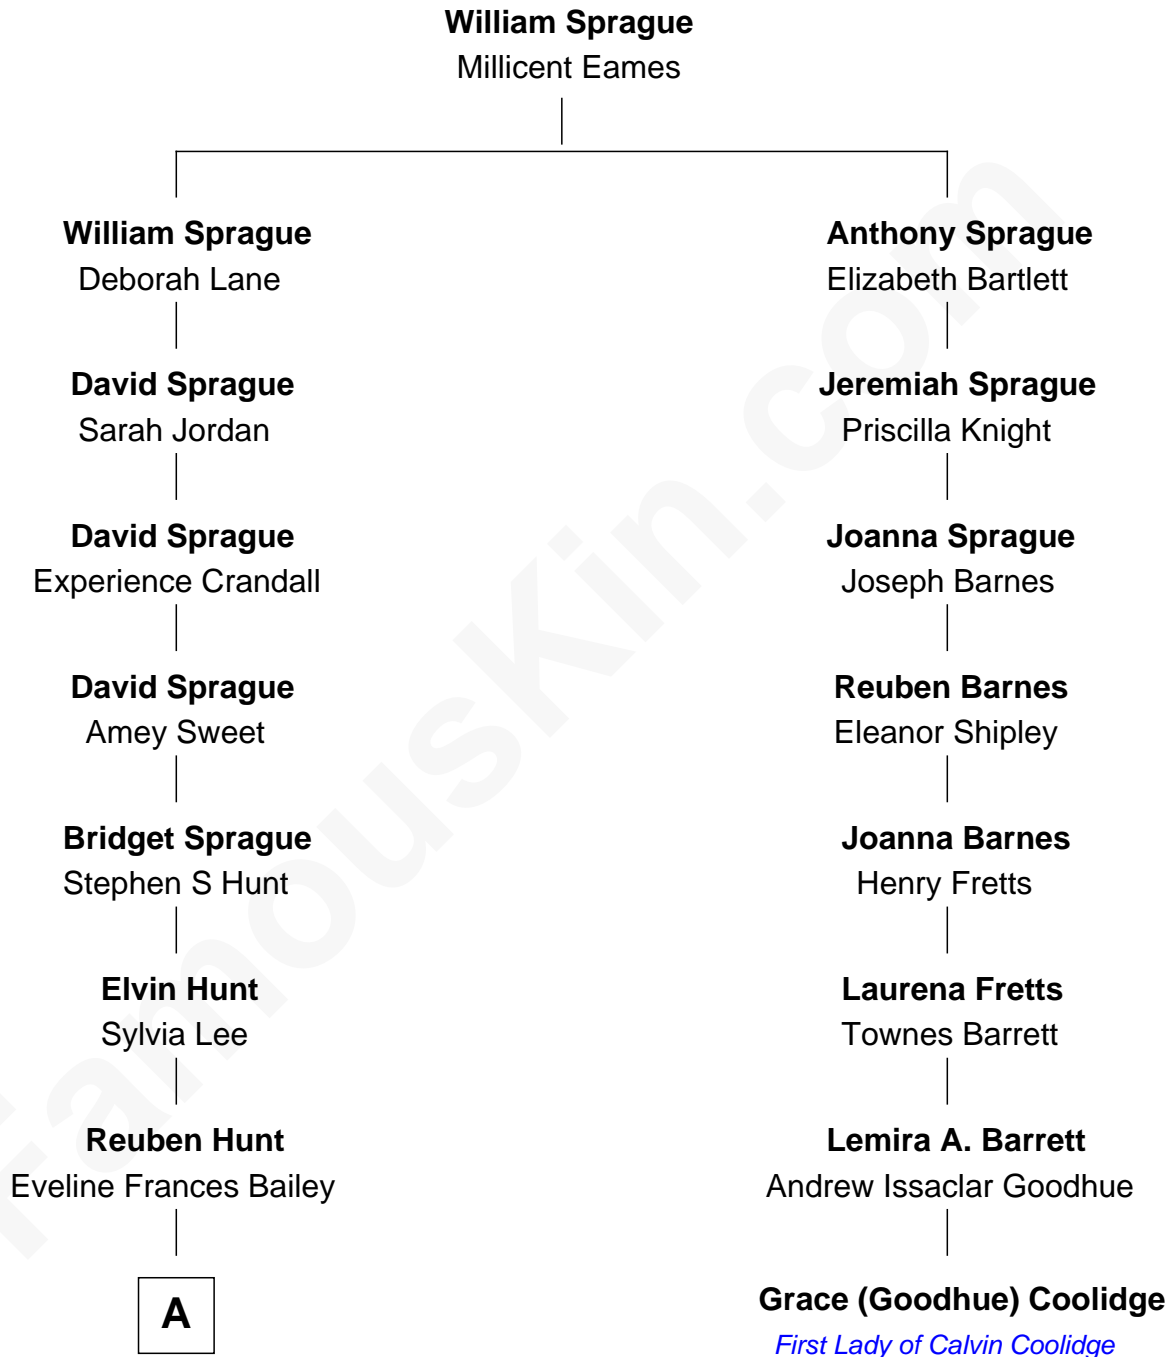 William Sprague
Millicent Eames
William Sprague
Deborah Lane
Anthony Sprague
Elizabeth Bartlett
David Sprague
Sarah Jordan
Jeremiah Sprague
Priscilla Knight
David Sprague
Experience Crandall
Joanna Sprague
Joseph Barnes
David Sprague
Amey Sweet
Reuben Barnes
Eleanor Shipley
Bridget Sprague
Stephen S Hunt
Joanna Barnes
Henry Fretts
Elvin Hunt
Sylvia Lee
Laurena Fretts
Townes Barrett
Reuben Hunt
Eveline Frances Bailey
Lemira A. Barrett
Andrew Issaclar Goodhue
A
Grace (Goodhue) Coolidge
First Lady of Calvin Coolidge
FamousKin.com